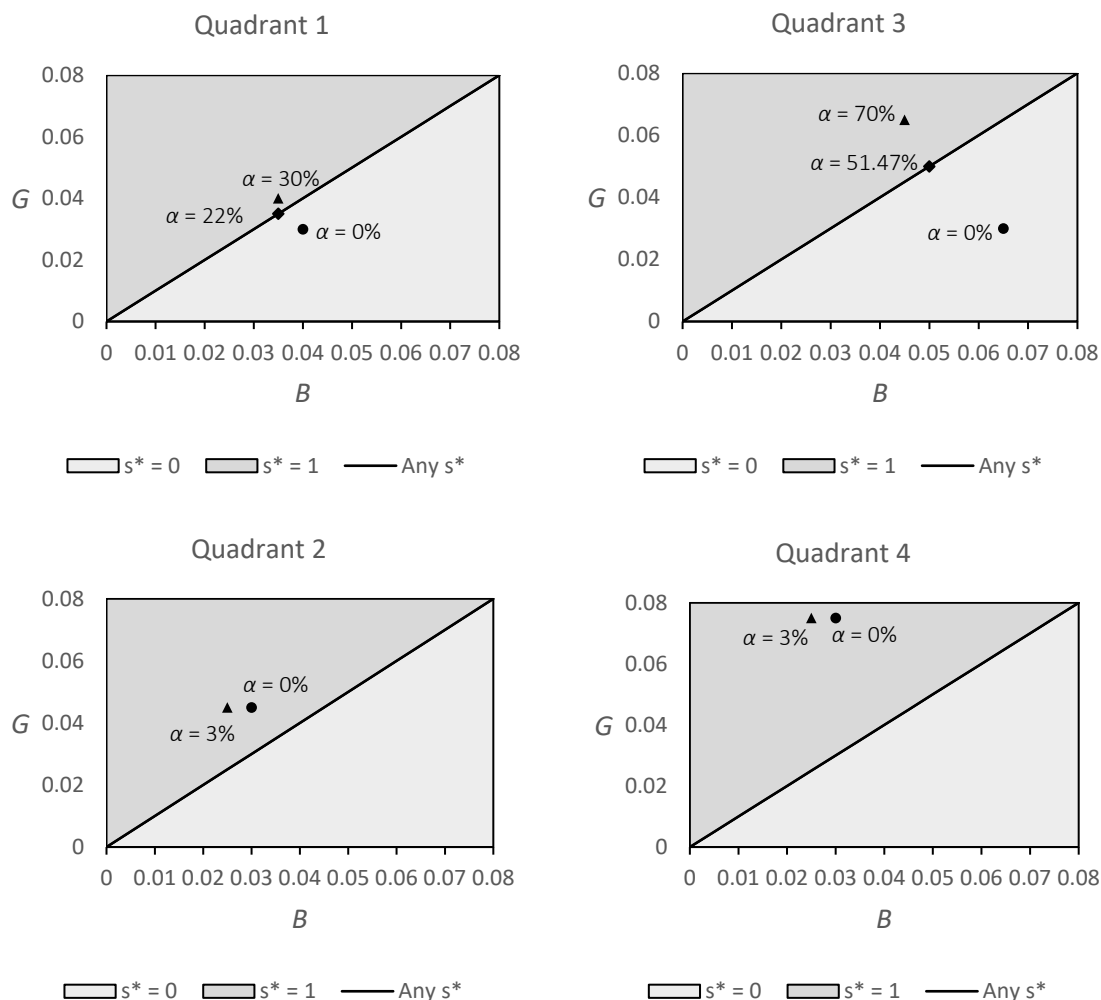 Quadrant 1
0.08
0.06
0.04
0.02
0
G
α = 30%
α = 22%
α = 0%
0 0.01 0.02 0.03 0.04 0.05 0.06 0.07 0.08
B
s* = 0 s* = 1 Any s*
Quadrant 3
0.08
0.06
0.04
0.02
0
G
α = 70%
α = 51.47%
α = 0%
0 0.01 0.02 0.03 0.04 0.05 0.06 0.07 0.08
B
s* = 0 s* = 1 Any s*
Quadrant 2
0.08
0.06
0.04
0.02
0
G
α = 0%
α = 3%
0 0.01 0.02 0.03 0.04 0.05 0.06 0.07 0.08
B
s* = 0 s* = 1 Any s*
Quadrant 4
0.08
0.06
0.04
0.02
0
G
α = 3% α = 0%
0 0.01 0.02 0.03 0.04 0.05 0.06 0.07 0.08
B
s* = 0 s* = 1 Any s*